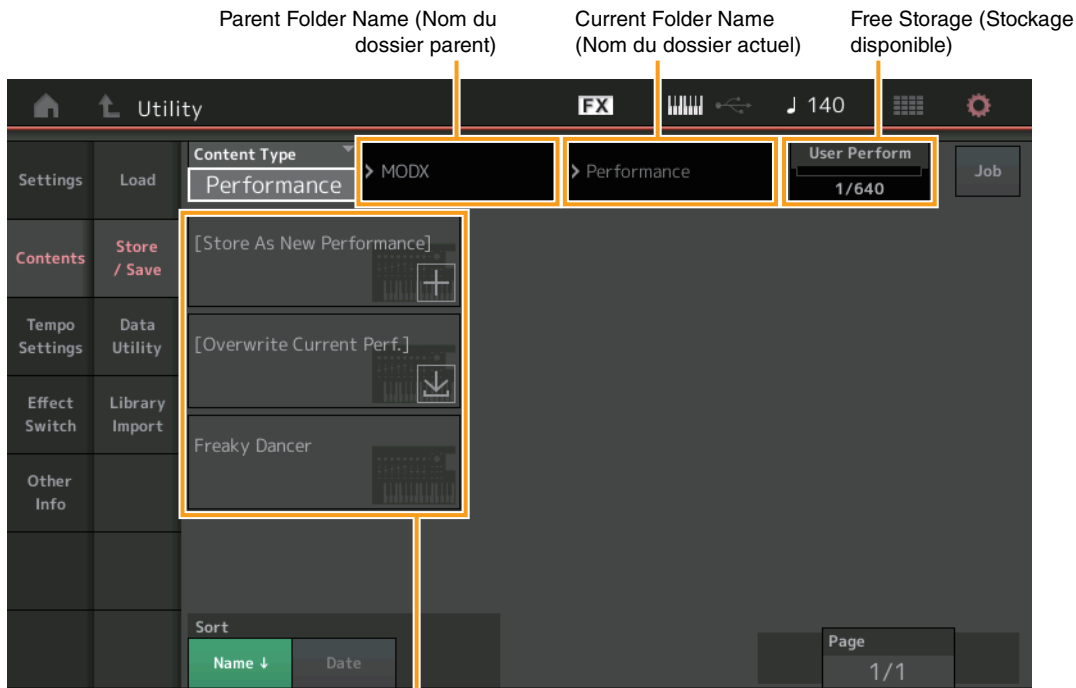 Parent Folder Name (Nom du
dossier parent)
Current Folder Name
(Nom du dossier actuel)
Free Storage (Stockage
disponible)
Utility
FX
140
Settings
Load
Content Type
Performance
MODX
Performance
User Perform
1/640
Job
Contents
Store
/ Save
[Store As New Performance]
Tempo
Settings
Data
Utility
[Overwrite Current Perf.]
Effect
Switch
Library
Import
Freaky Dancer
Other
Info
Sort
Name ↓
Date
Page
1/1